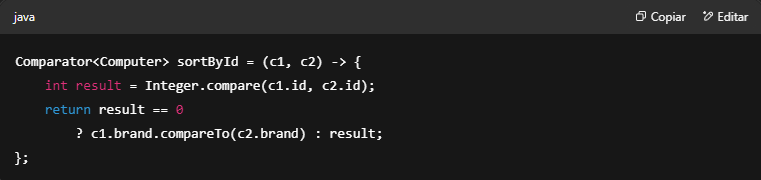 java Copiar Editar
Comparator<Computer> sortById = (c1, c2) -> {
    int result = Integer.compare(c1.id, c2.id);
    return result == 0
        ? c1.brand.compareTo(c2.brand) : result;
};